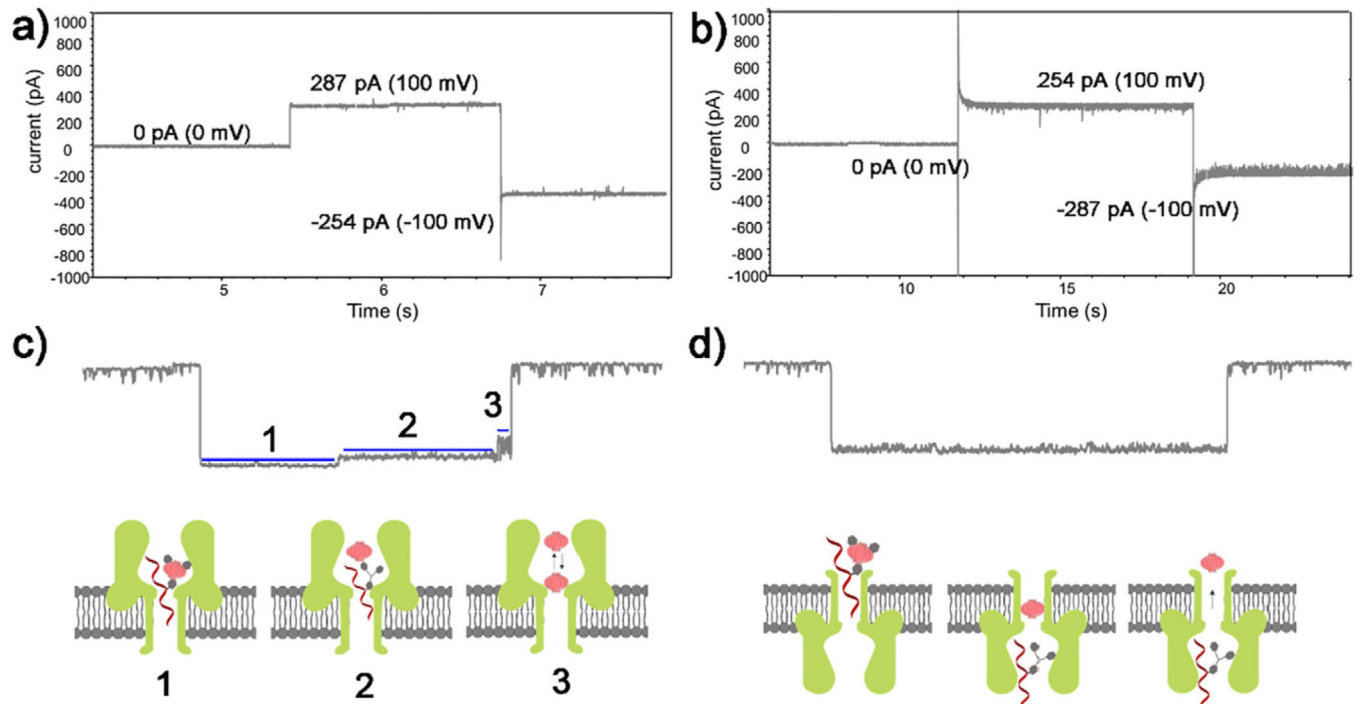 a)
current (pA)
1000
800
600
400
200
0
-200
-400
-600
-800
-1000
0 pA (0 mV)
287 pA (100 mV)
-254 pA (-100 mV)
5
6
7
Time (s)
b)
current (pA)
1000
800
600
400
200
0
-200
-400
-600
-800
-1000
0 pA (0 mV)
254 pA (100 mV)
-287 pA (-100 mV)
10
15
20
Time (s)
c)
1
2
3
1
2
3
d)